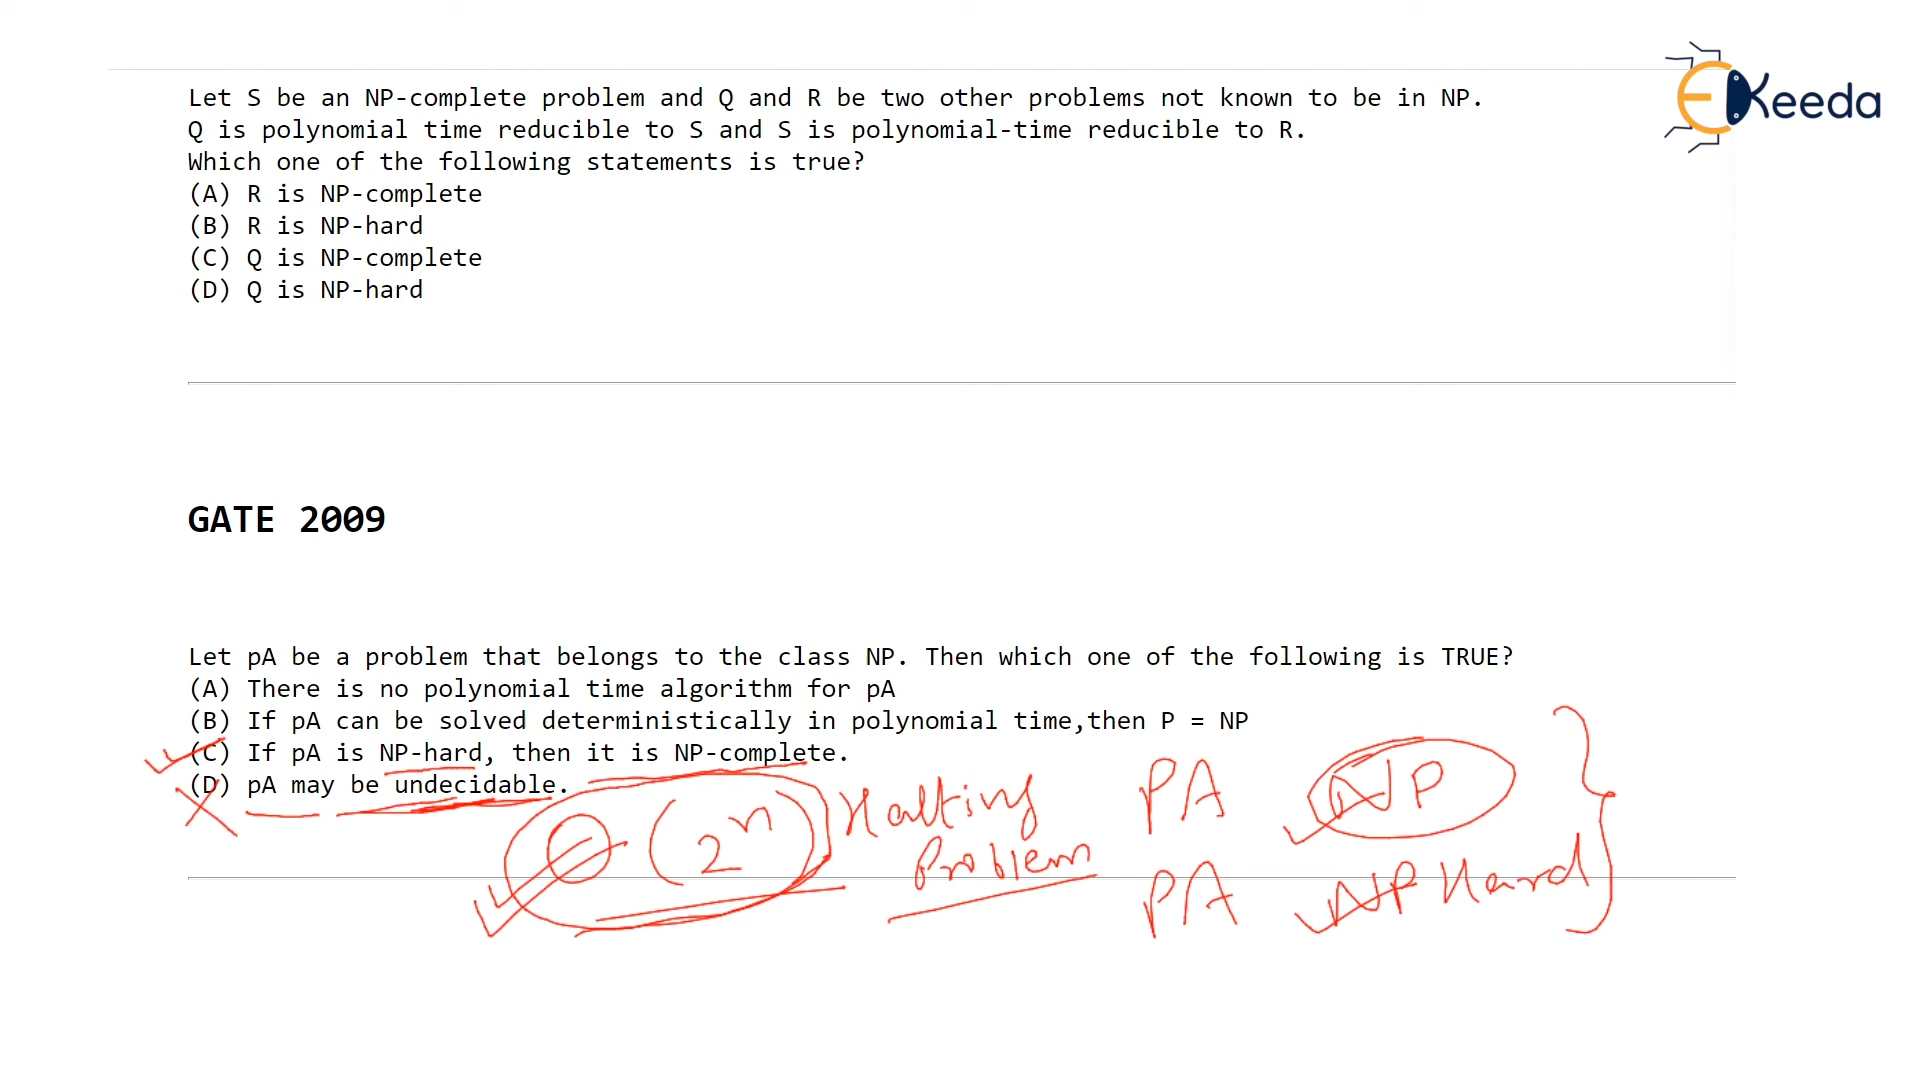 EKeeda
Let S be an NP-complete problem and Q and R be two other problems not known to be in NP.
Q is polynomial time reducible to S and S is polynomial-time reducible to R.
Which one of the following statements is true?
(A) R is NP-complete
(B) R is NP-hard
(C) Q is NP-complete
(D) Q is NP-hard
GATE 2009
Let pA be a problem that belongs to the class NP. Then which one of the following is TRUE?
(A) There is no polynomial time algorithm for pA
(B) If pA can be solved deterministically in polynomial time,then P = NP
(C) If pA is NP-hard, then it is NP-complete.
(D) pA may be undecidable.
(2^n) Halting PA NP
Problem PA NP Hard